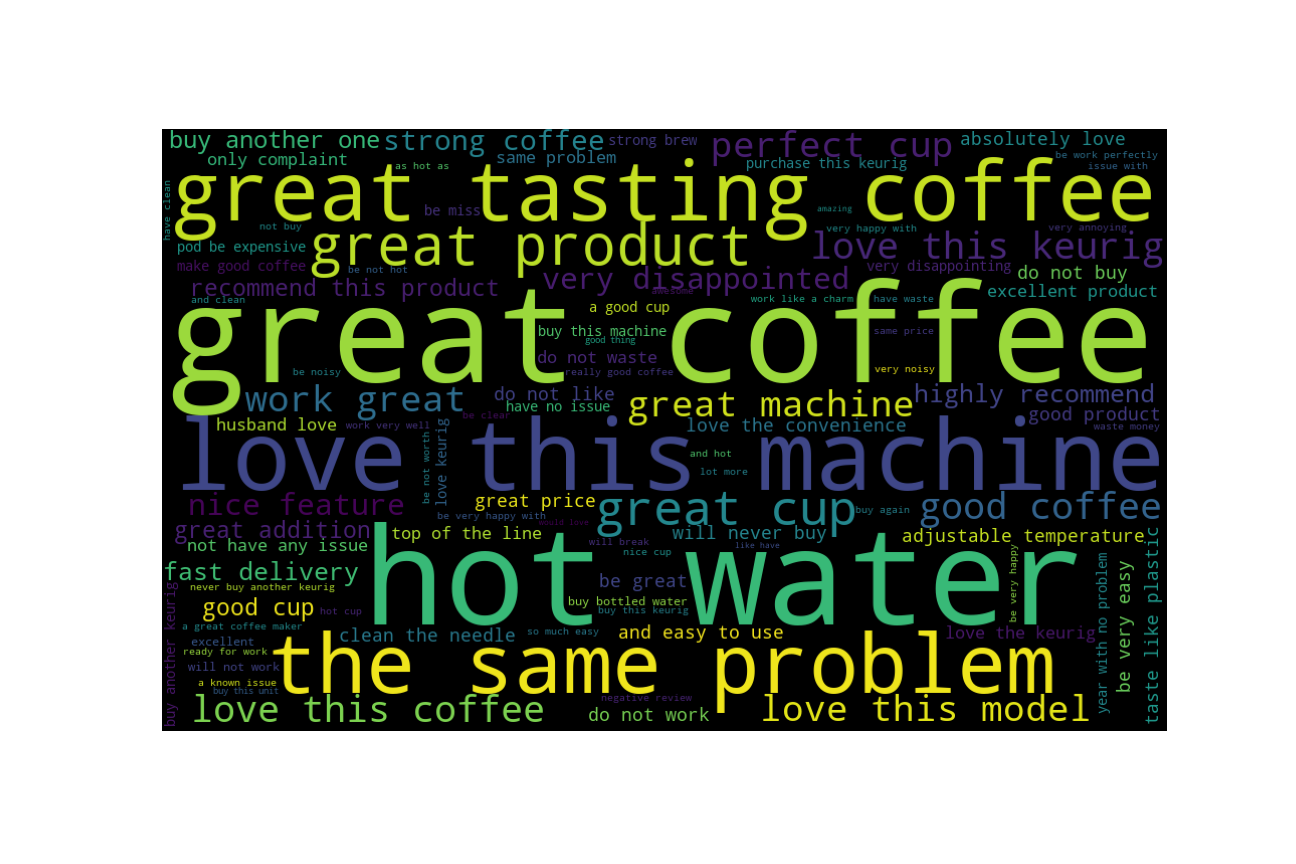 buy another one
strong coffee
strong brew
perfect cup
absolutely love
only complaint
as hot as
same problem
purchase this keurig
be work perfectly
issue with
great tasting coffee
have clean
be miss
amazing
not buy
very happy with
very annoying
pod be expensive
great product
love this keurig
make good coffee
be not hot
very disappointed
very disappointing
do not buy
recommend this product
awesome
excellent product
and clean
a good cup
work like a charm
have waste
great coffee
buy this machine
good thing
same price
do not waste
be noisy
really good coffee
very noisy
work great
do not like
great machine
highly recommend
have no issue
be clear
good product
husband love
work very well
love the convenience
waste money
love this machine
be not worth
love keurig
and hot
lot more
nice feature
great price
great cup
good coffee
be very happy with
buy again
great addition
would love
top of the line
will never buy
adjustable temperature
not have any issue
will break
like have
nice cup
hot water
fast delivery
be great
never buy another keurig
buy another keurig
good cup
hot cup
buy bottled water
buy this keurig
be very happy
year with no problem
be very easy
taste like plastic
a great coffee maker
clean the needle
so much easy
and easy to use
love the keurig
excellent
ready for work
the same problem
will not work
a known issue
buy this unit
negative review
love this coffee
do not work
love this model